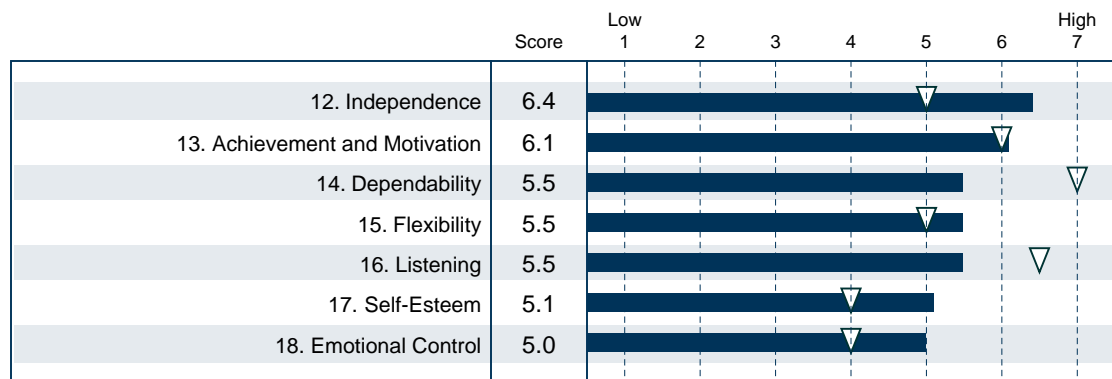 Low High
Score 1 2 3 4 5 6 7
12. Independence 6.4
13. Achievement and Motivation 6.1
14. Dependability 5.5
15. Flexibility 5.5
16. Listening 5.5
17. Self-Esteem 5.1
18. Emotional Control 5.0